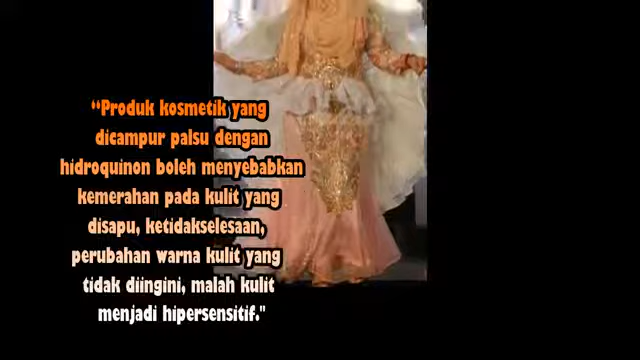 “Produk kosmetik yang
dicampur palsu dengan
hidroquinon boleh menyebabkan
kemerahan pada kulit yang
disapu, ketidakselesaan,
perubahan warna kulit yang
tidak diingini, malah kulit
menjadi hipersensitif."